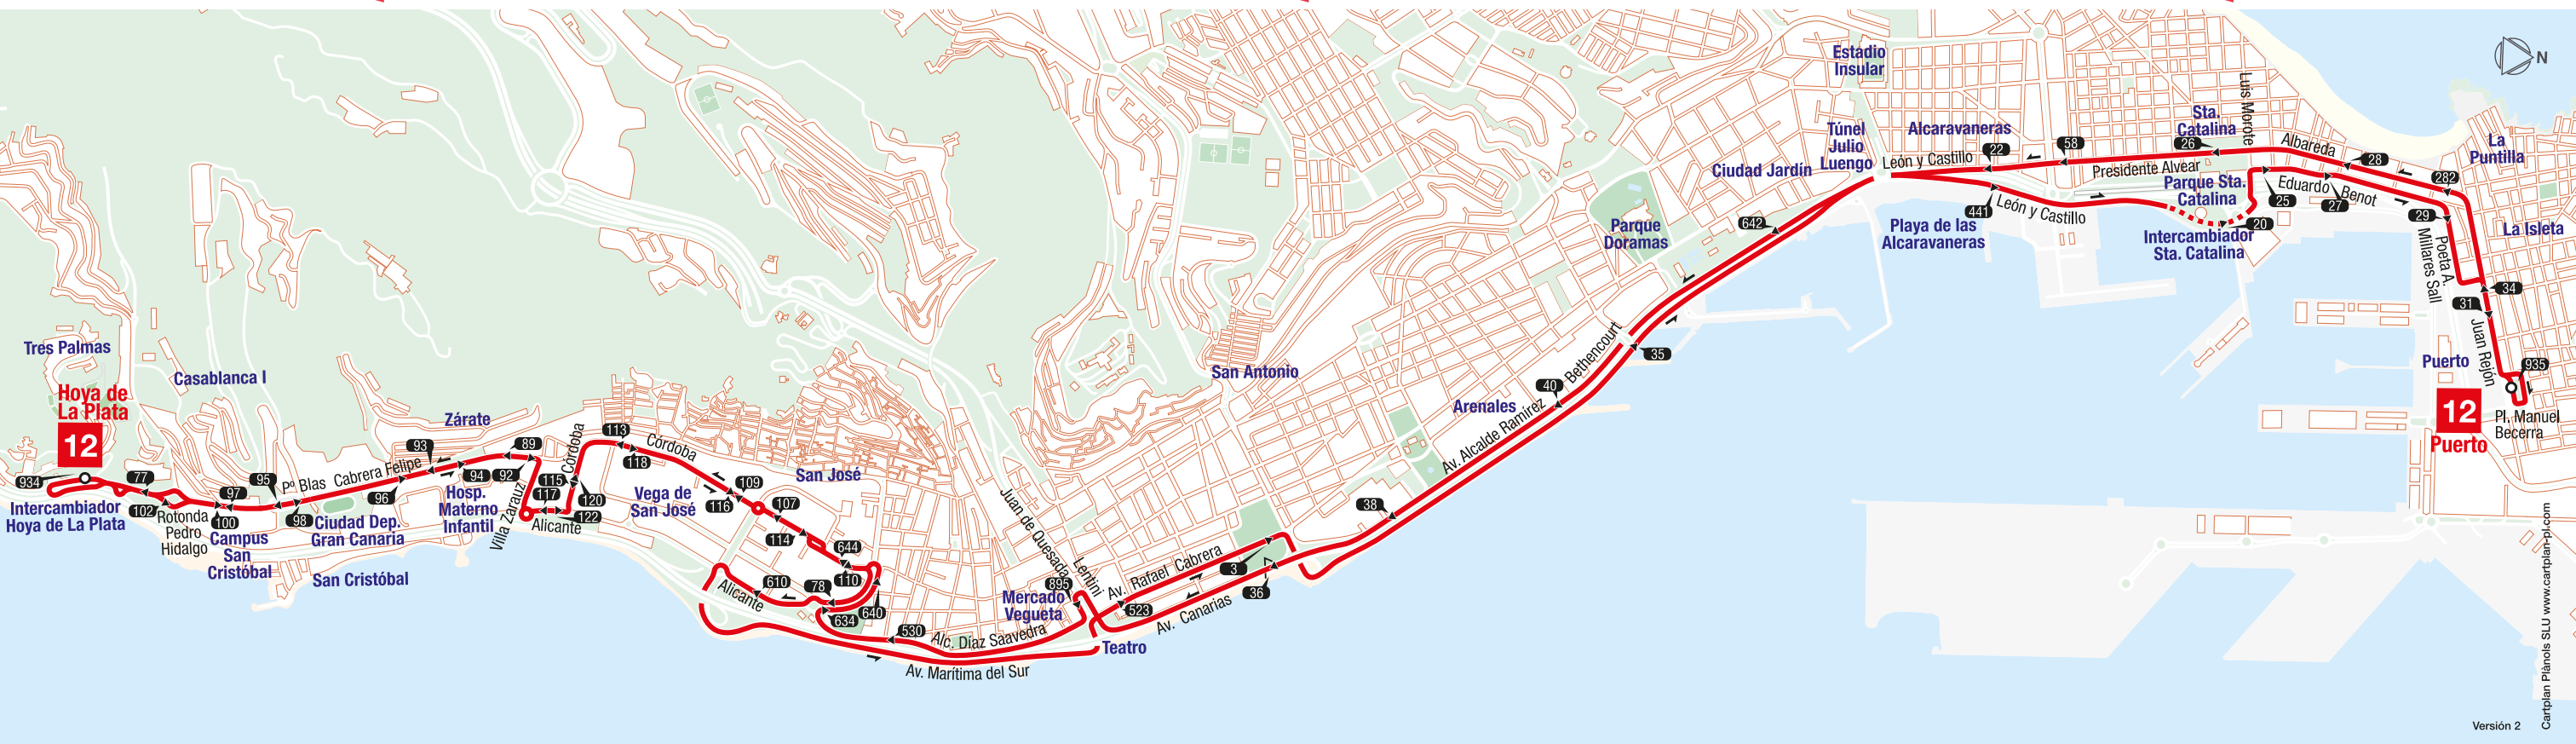 Tres Palmas
Hoya de
La Plata
12
934
Intercambiador
Hoya de La Plata
77
102
Rotonda
Pedro
Hidalgo
Casablanca I
97
100
Campus
San
Cristóbal
95
98
Pº Blas Cabrera Felipe
Ciudad Dep.
Gran Canaria
San Cristóbal
96
93
Zárate
94
92
89
Hosp.
Materno
Infantil
Villa Zarauz
Alicante
115
117
120
122
Córdoba
113
118
Córdoba
Vega de
San José
San José
109
116
107
114
644
110
610
78
640
634
Alicante
530
Alc. Díaz Saavedra
Av. Marítima del Sur
Juan de Quesada
Lentini
895
Mercado
Vegueta
523
Teatro
Av. Rafael Cabrera
Av. Canarias
3
36
San Antonio
38
Arenales
40
Av. Alcalde Ramírez Bethencourt
35
Parque
Doramas
642
Ciudad Jardín
Túnel
Julio
Luengo
Estadio
Insular
Alcaravaneras
León y Castillo
22
58
441
León y Castillo
Playa de las
Alcaravaneras
Presidente Alvear
Sta.
Catalina
26
Parque Sta.
Catalina
Intercambiador
Sta. Catalina
20
Luis Morote
Albareda
28
Eduardo Benot
25
27
282
29
Poeta A.
Millares Sall
La
Puntilla
La Isleta
34
31
Juan Rejón
Puerto
935
12
Puerto
Pl. Manuel
Becerra
N
Versión 2
Cartplan Plànols SLU www.cartplan-pl.com